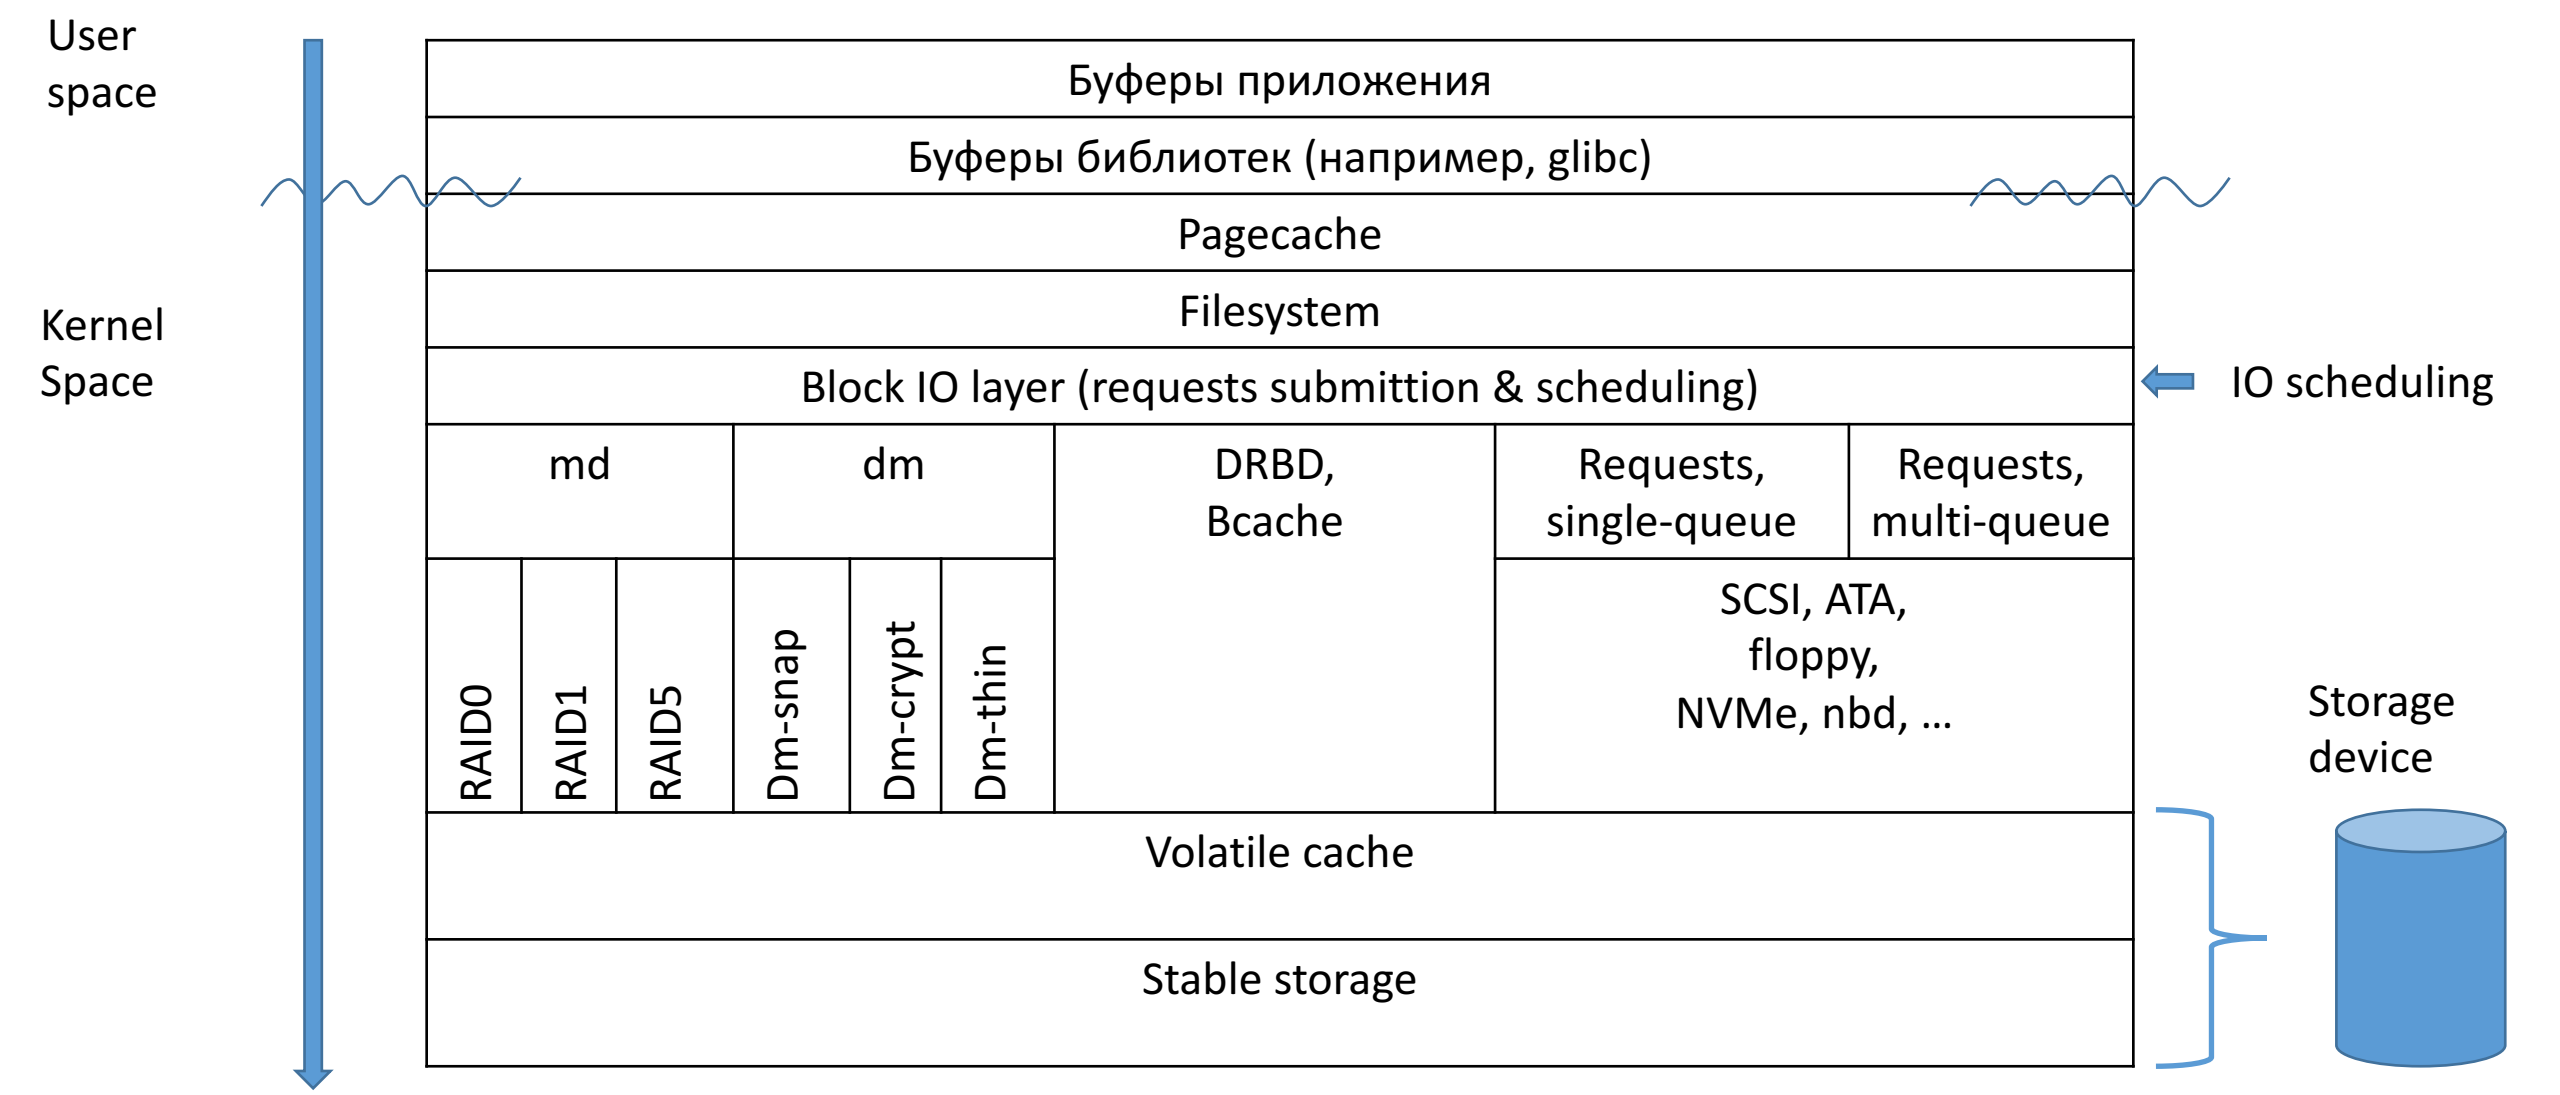 User
space
Буферы приложения
Буферы библиотек (например, glibc)
Pagecache
Filesystem
Kernel
Space
Block IO layer (requests submittion & scheduling)
IO scheduling
md
dm
DRBD,
Bcache
Requests,
single-queue
Requests,
multi-queue
RAID0
RAID1
RAID5
Dm-snap
Dm-crypt
Dm-thin
SCSI, ATA,
floppy,
NVMe, nbd, ...
Storage
device
Volatile cache
Stable storage